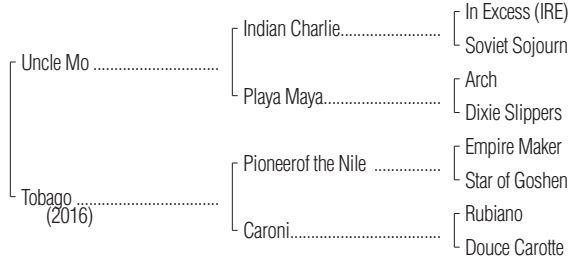 In Excess (IRE)
Indian Charlie
Soviet Sojourn
Uncle Mo
Arch
Playa Maya
Dixie Slippers
Empire Maker
Pioneerof the Nile
Star of Goshen
Tobago
(2016)
Rubiano
Caroni
Douce Carotte